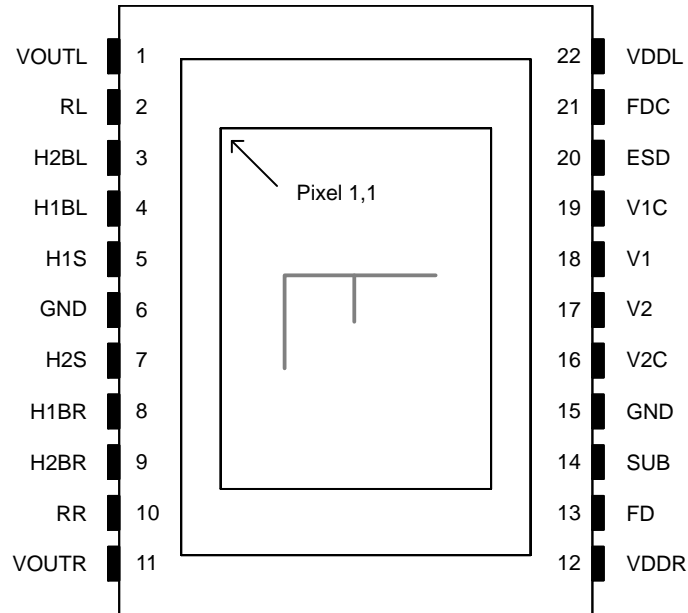 VOUTL 1 22 VDDL
RL 2 21 FDC
H2BL 3 20 ESD
H1BL 4 Pixel 1,1 19 V1C
H1S 5 18 V1
GND 6 17 V2
H2S 7 16 V2C
H1BR 8 15 GND
H2BR 9 14 SUB
RR 10 13 FD
VOUTR 11 12 VDDR